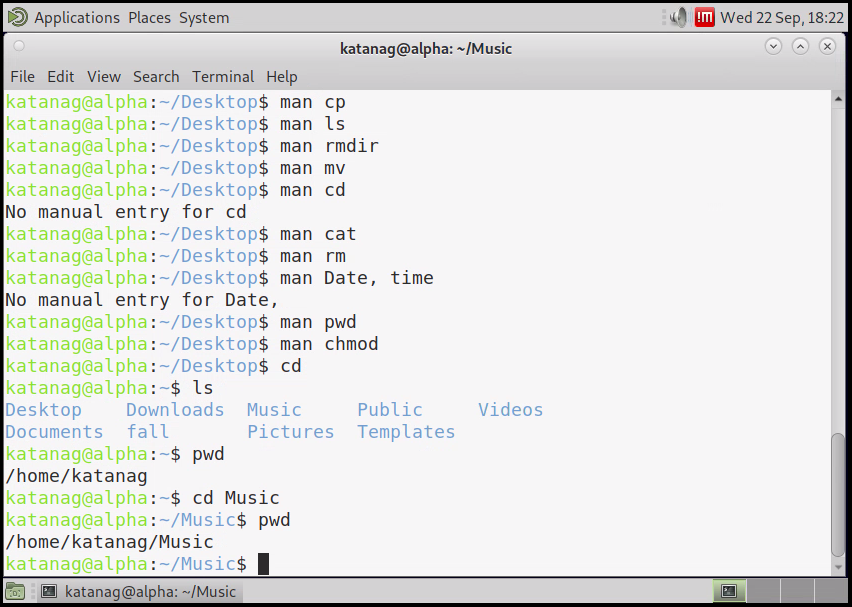 Applications Places System Wed 22 Sep, 18:22
katanag@alpha: ~/Music
File Edit View Search Terminal Help
katanag@alpha:~/Desktop$ man cp
katanag@alpha:~/Desktop$ man ls
katanag@alpha:~/Desktop$ man rmdir
katanag@alpha:~/Desktop$ man mv
katanag@alpha:~/Desktop$ man cd
No manual entry for cd
katanag@alpha:~/Desktop$ man cat
katanag@alpha:~/Desktop$ man rm
katanag@alpha:~/Desktop$ man Date, time
No manual entry for Date,
katanag@alpha:~/Desktop$ man pwd
katanag@alpha:~/Desktop$ man chmod
katanag@alpha:~/Desktop$ cd
katanag@alpha:~$ ls
Desktop    Downloads  Music     Public     Videos
Documents  fall       Pictures  Templates
katanag@alpha:~$ pwd
/home/katanag
katanag@alpha:~$ cd Music
katanag@alpha:~/Music$ pwd
/home/katanag/Music
katanag@alpha:~/Music$
katanag@alpha: ~/Music